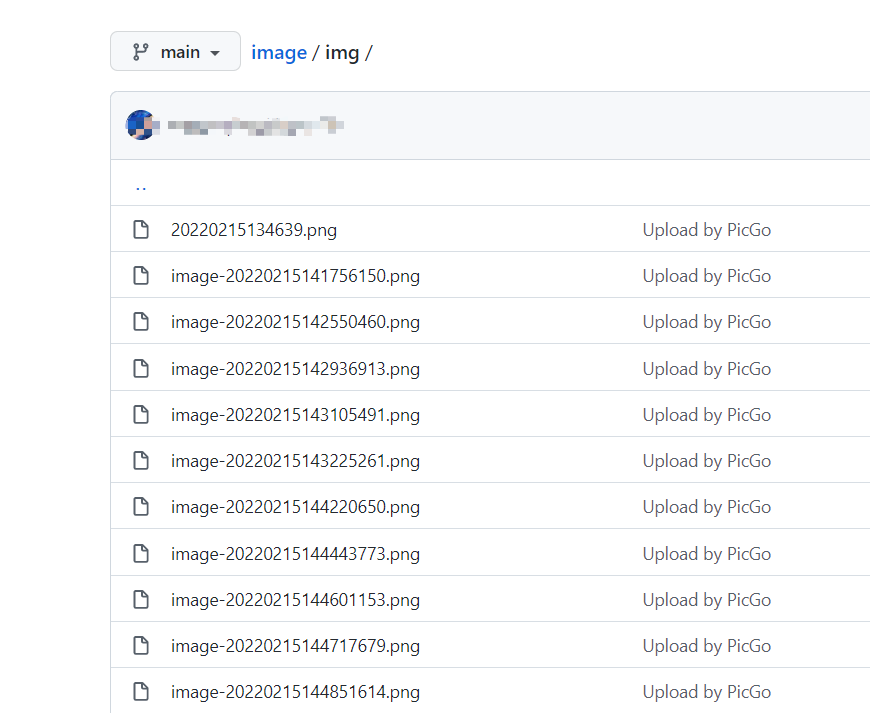 main image / img /
..
20220215134639.png Upload by PicGo
image-20220215141756150.png Upload by PicGo
image-20220215142550460.png Upload by PicGo
image-20220215142936913.png Upload by PicGo
image-20220215143105491.png Upload by PicGo
image-20220215143225261.png Upload by PicGo
image-20220215144220650.png Upload by PicGo
image-20220215144443773.png Upload by PicGo
image-20220215144601153.png Upload by PicGo
image-20220215144717679.png Upload by PicGo
image-20220215144851614.png Upload by PicGo